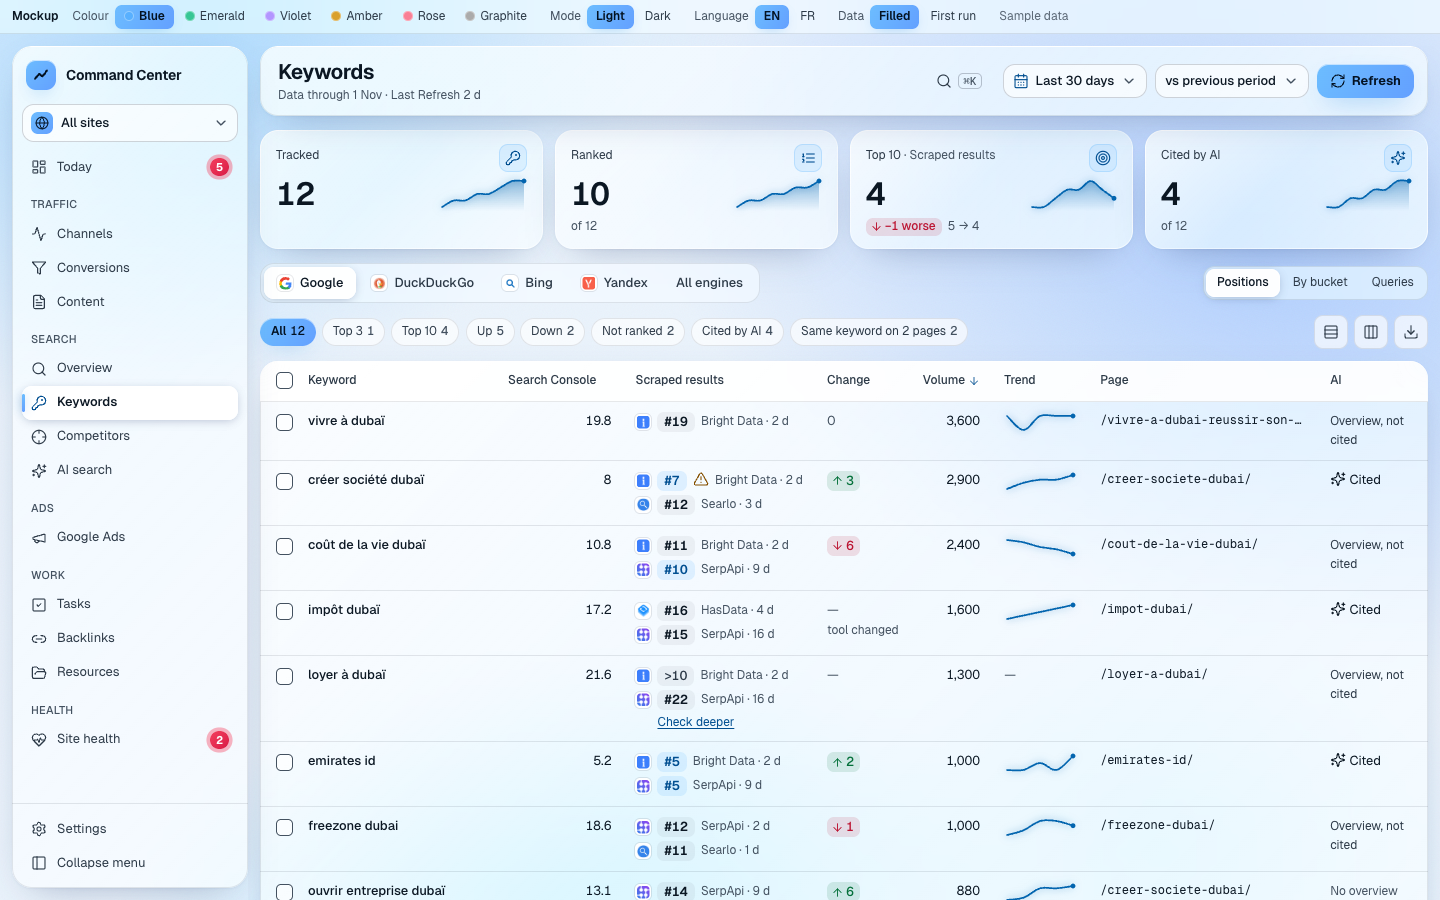 Mockup Colour Blue Emerald Violet Amber Rose Graphite Mode Light Dark Language EN FR Data Filled First run Sample data
Command Center
All sites
Today 5
TRAFFIC
Channels
Conversions
Content
SEARCH
Overview
Keywords
Competitors
AI search
ADS
Google Ads
WORK
Tasks
Backlinks
Resources
HEALTH
Site health 2
Settings
Collapse menu
Keywords
Data through 1 Nov · Last Refresh 2 d
⌘K Last 30 days vs previous period Refresh
Tracked
12
Ranked
10
of 12
Top 10 · Scraped results
4
↓ −1 worse 5 → 4
Cited by AI
4
of 12
Google DuckDuckGo Bing Yandex All engines
Positions By bucket Queries
All 12 Top 3 1 Top 10 4 Up 5 Down 2 Not ranked 2 Cited by AI 4 Same keyword on 2 pages 2
Keyword Search Console Scraped results Change Volume ↓ Trend Page AI
vivre à dubaï 19.8 #19 Bright Data · 2 d 0 3,600 /vivre-a-dubai-reussir-son-… Overview, not
cited
créer société dubaï 8 #7 Bright Data · 2 d ↑ 3 2,900 /creer-societe-dubai/ Cited
#12 Searlo · 3 d
coût de la vie dubaï 10.8 #11 Bright Data · 2 d ↓ 6 2,400 /cout-de-la-vie-dubai/ Overview, not
#10 SerpApi · 9 d cited
impôt dubaï 17.2 #16 HasData · 4 d — 1,600 /impot-dubai/ Cited
#15 SerpApi · 16 d tool changed
loyer à dubaï 21.6 >10 Bright Data · 2 d — 1,300 — /loyer-a-dubai/ Overview, not
#22 SerpApi · 16 d cited
Check deeper
emirates id 5.2 #5 Bright Data · 2 d ↑ 2 1,000 /emirates-id/ Cited
#5 SerpApi · 9 d
freezone dubai 18.6 #12 SerpApi · 2 d ↓ 1 1,000 /freezone-dubai/ Overview, not
#11 Searlo · 1 d cited
ouvrir entreprise dubaï 13.1 #14 SerpApi · 9 d ↑ 6 880 /creer-societe-dubai/ No overview